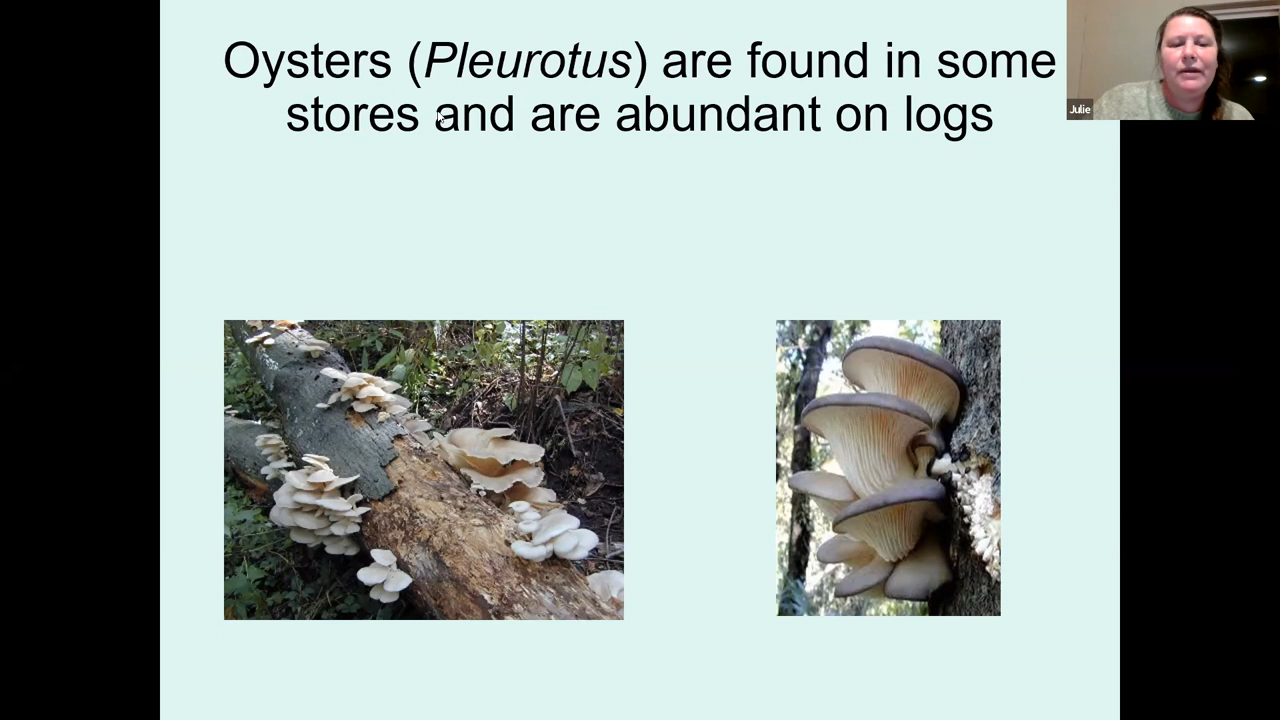 Oysters (Pleurotus) are found in some
stores and are abundant on logs
Julie